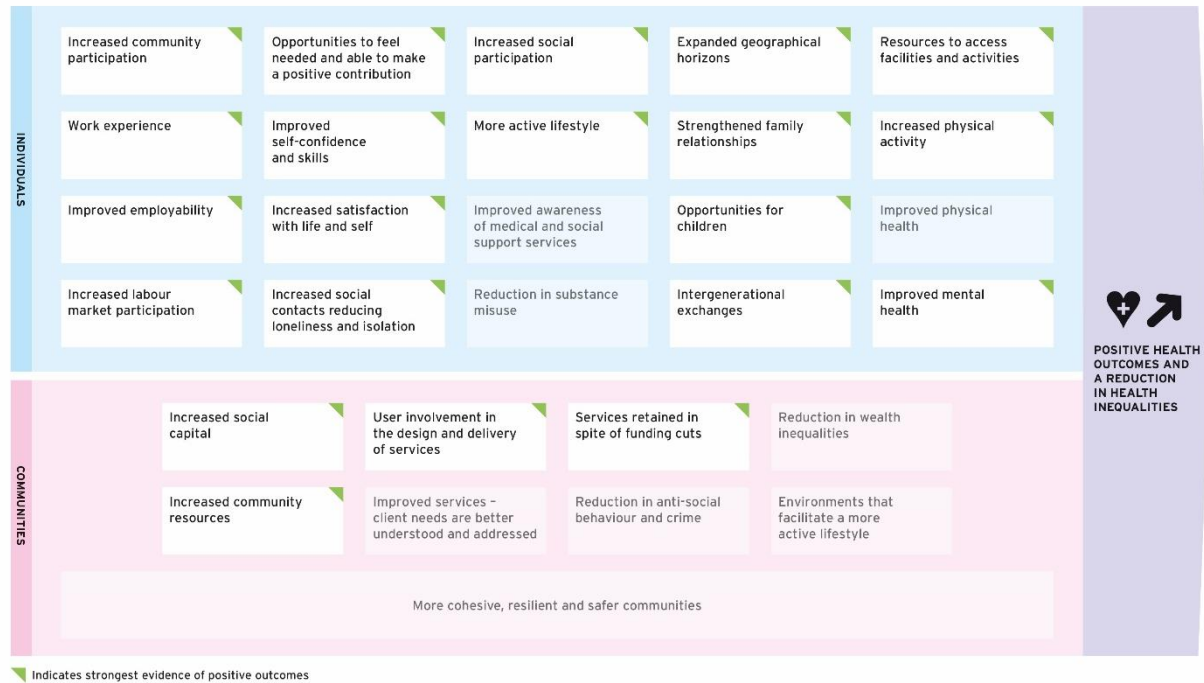 INDIVIDUALS
Increased community
participation
Opportunities to feel
needed and able to make
a positive contribution
Increased social
participation
Expanded geographical
horizons
Resources to access
facilities and activities
Work experience
Improved
self-confidence
and skills
More active lifestyle
Strengthened family
relationships
Increased physical
activity
Improved employability
Increased satisfaction
with life and self
Improved awareness
of medical and social
support services
Opportunities for
children
Improved physical
health
Increased labour
market participation
Increased social
contacts reducing
loneliness and isolation
Reduction in substance
misuse
Intergenerational
exchanges
Improved mental
health
COMMUNITIES
Increased social
capital
User involvement in
the design and delivery
of services
Services retained in
spite of funding cuts
Reduction in wealth
inequalities
Increased community
resources
Improved services –
client needs are better
understood and addressed
Reduction in anti-social
behaviour and crime
Environments that
facilitate a more
active lifestyle
More cohesive, resilient and safer communities
POSITIVE HEALTH
OUTCOMES AND
A REDUCTION
IN HEALTH
INEQUALITIES
Indicates strongest evidence of positive outcomes